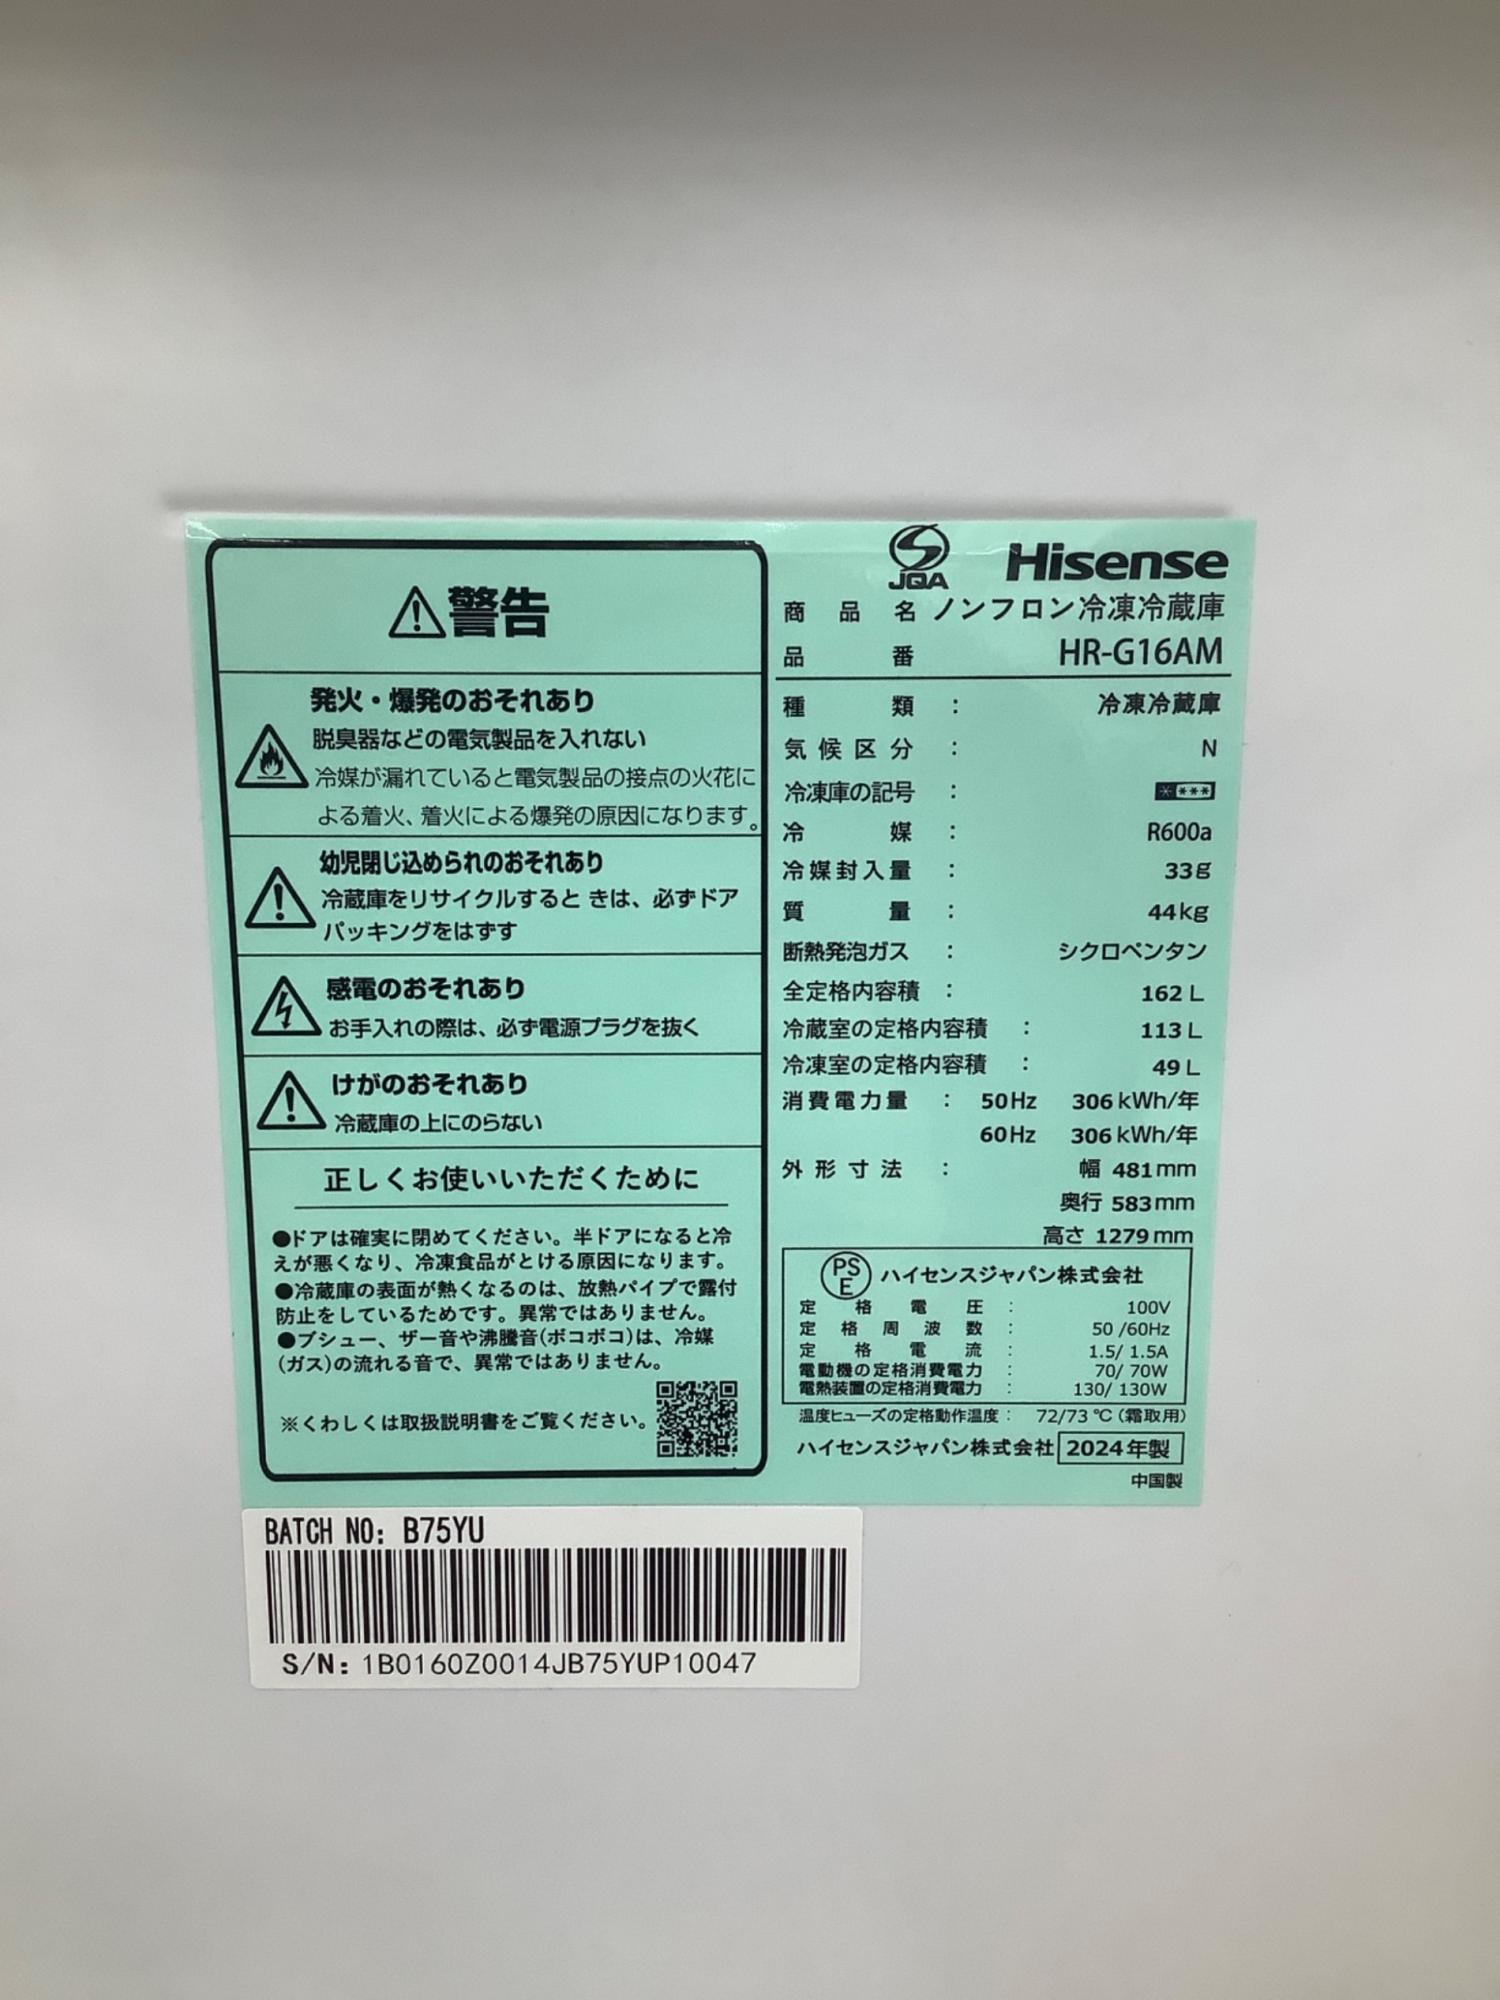 警告
発火・爆発のおそれあり
脱臭器などの電気製品を入れない
冷媒が漏れていると電気製品の接点の火花に
よる着火、着火による爆発の原因になります。
幼児閉じ込められのおそれあり
冷蔵庫をリサイクルすると きは、必ずドア
パッキングをはずす
感電のおそれあり
お手入れの際は、必ず電源プラグを抜く
けがのおそれあり
冷蔵庫の上にのらない
正しくお使いいただくために
●ドアは確実に閉めてください。半ドアになると冷
えが悪くなり、冷凍食品がとける原因になります。
●冷蔵庫の表面が熱くなるのは、放熱パイプで露付
防止をしているためです。異常ではありません。
●ブシュー、ザー音や沸騰音(ボコボコ)は、冷媒
(ガス)の流れる音で、異常ではありません。
※くわしくは取扱説明書をご覧ください。
JQA Hisense
商品名 ノンフロン冷凍冷蔵庫
品番 HR-G16AM
種類 : 冷凍冷蔵庫
気候区分 : N
冷凍庫の記号 : * ***
冷媒 : R600a
冷媒封入量 : 33g
質量 : 44kg
断熱発泡ガス : シクロペンタン
全定格内容積 : 162 L
冷蔵室の定格内容積 : 113 L
冷凍室の定格内容積 : 49 L
消費電力量 : 50Hz 306 kWh/年
60Hz 306 kWh/年
外形寸法 : 幅 481mm
奥行 583mm
高さ 1279mm
PSE ハイセンスジャパン株式会社
定格電圧 : 100V
定格周波数 : 50 /60Hz
定格電流 : 1.5/ 1.5A
電動機の定格消費電力 : 70/ 70W
電熱装置の定格消費電力 : 130/ 130W
温度ヒューズの定格動作温度 : 72/73 ℃ (霜取用)
ハイセンスジャパン株式会社 2024年製
中国製
BATCH NO: B75YU
S/N: 1B0160Z0014JB75YUP10047